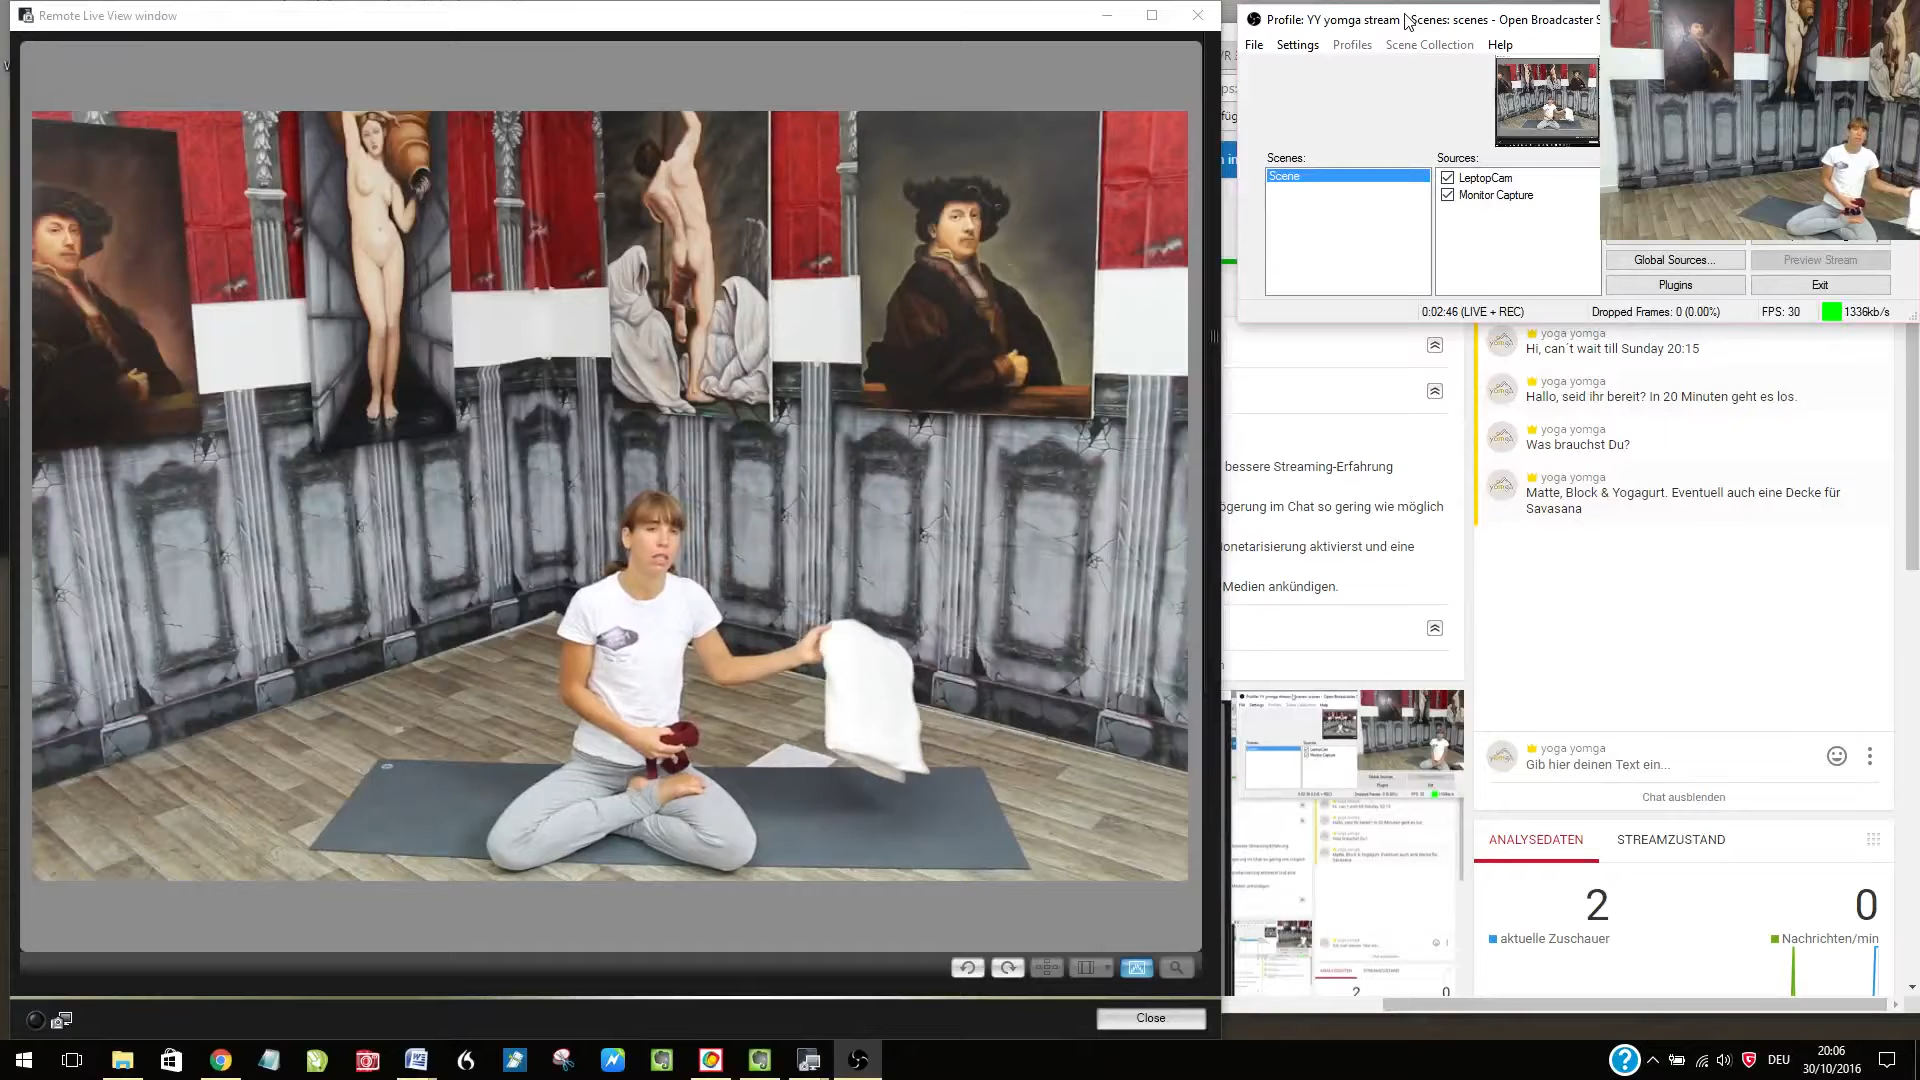 Remote Live View window
Profile: YY yomga stream
Scenes: scenes - Open Broadcaster S
File Settings Profiles Scene Collection Help
Scenes:
Sources:
Scene
LeptopCam
Monitor Capture
Global Sources...
Preview Stream
Plugins
Exit
0:02:46 (LIVE + REC)
Dropped Frames: 0 (0.00%)
FPS: 30
1336kb/s
yoga yomga
Hi, can´t wait till Sunday 20:15
yoga yomga
Hallo, seid ihr bereit? In 20 Minuten geht es los.
yoga yomga
Was brauchst Du?
yoga yomga
Matte, Block & Yogagurt. Eventuell auch eine Decke für
Savasana
bessere Streaming-Erfahrung
ögerung im Chat so gering wie möglich
onetarisierung aktivierst und eine
Medien ankündigen.
yoga yomga
Gib hier deinen Text ein...
Chat ausblenden
ANALYSEDATEN STREAMZUSTAND
2
0
aktuelle Zuschauer
Nachrichten/min
Close
DEU
20:06
30/10/2016